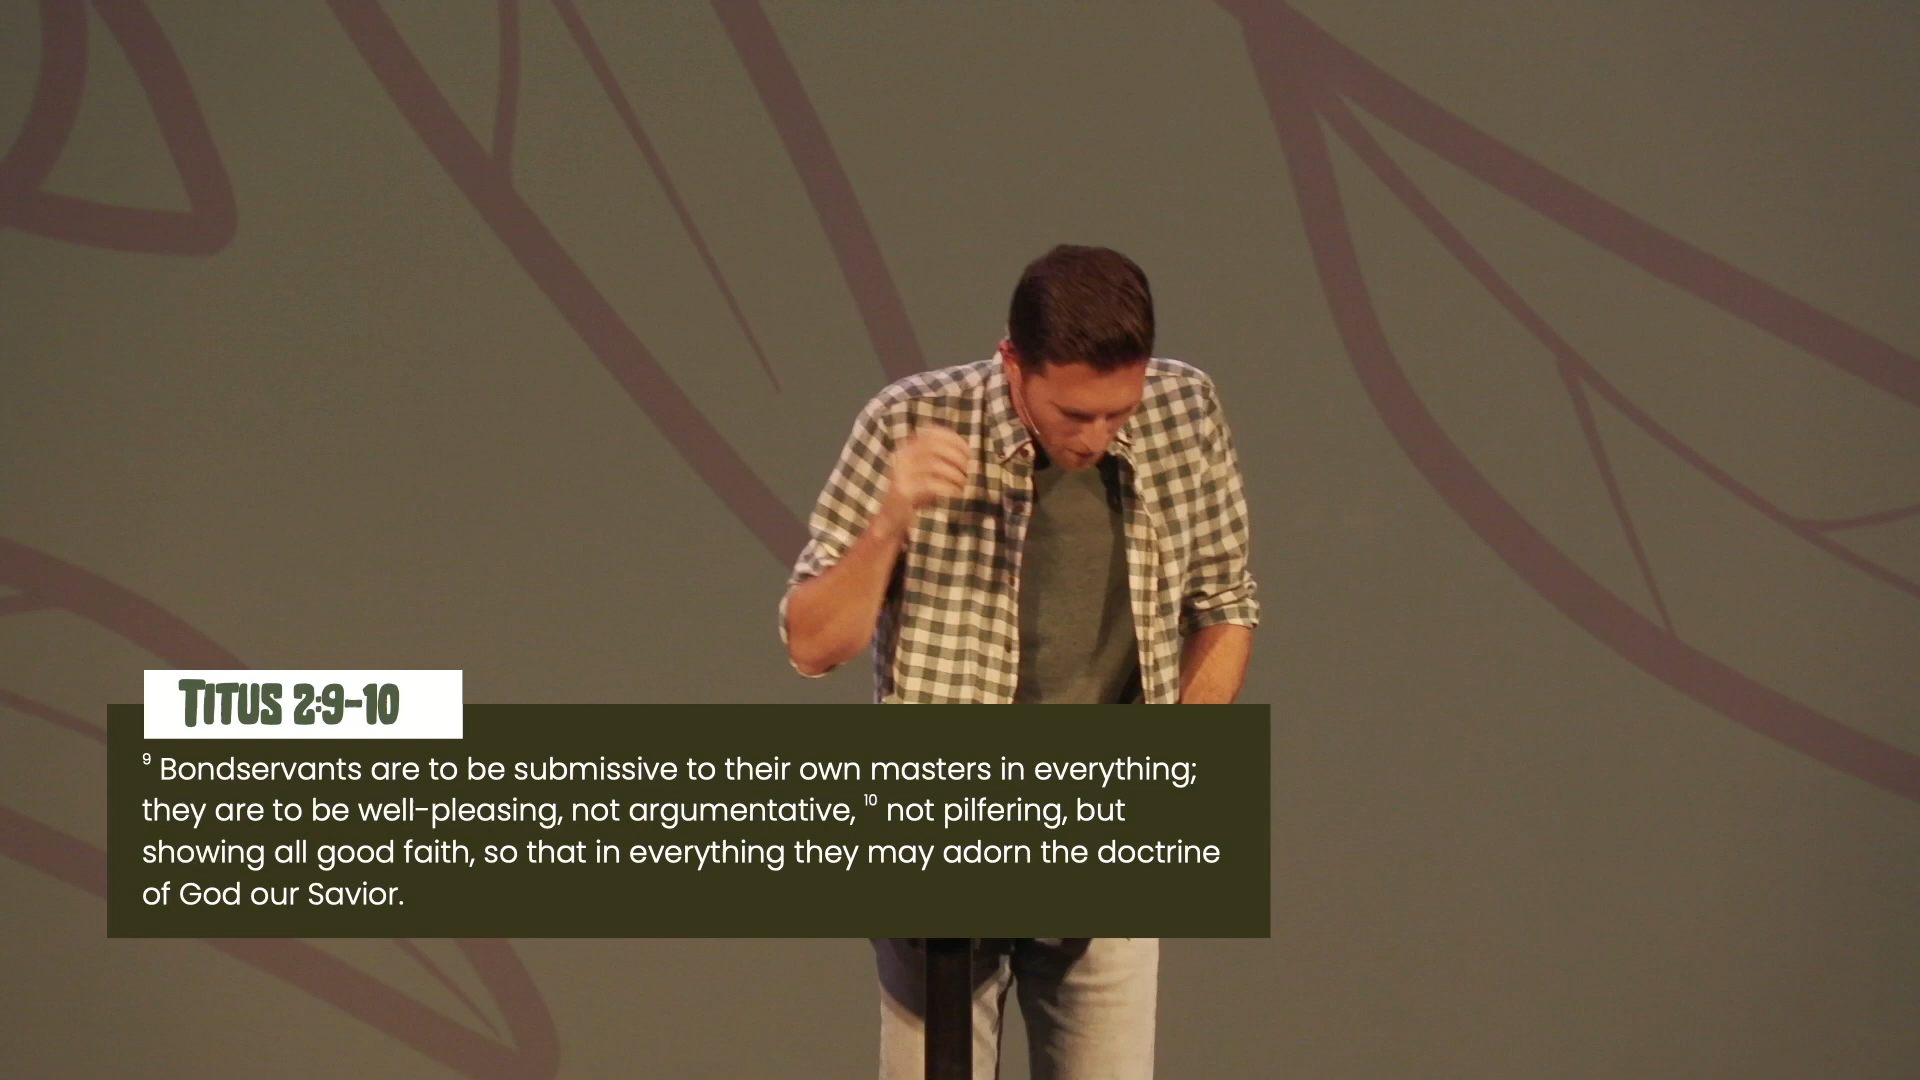 TITUS 2:9-10
9 Bondservants are to be submissive to their own masters in everything;
they are to be well-pleasing, not argumentative, 10 not pilfering, but
showing all good faith, so that in everything they may adorn the doctrine
of God our Savior.